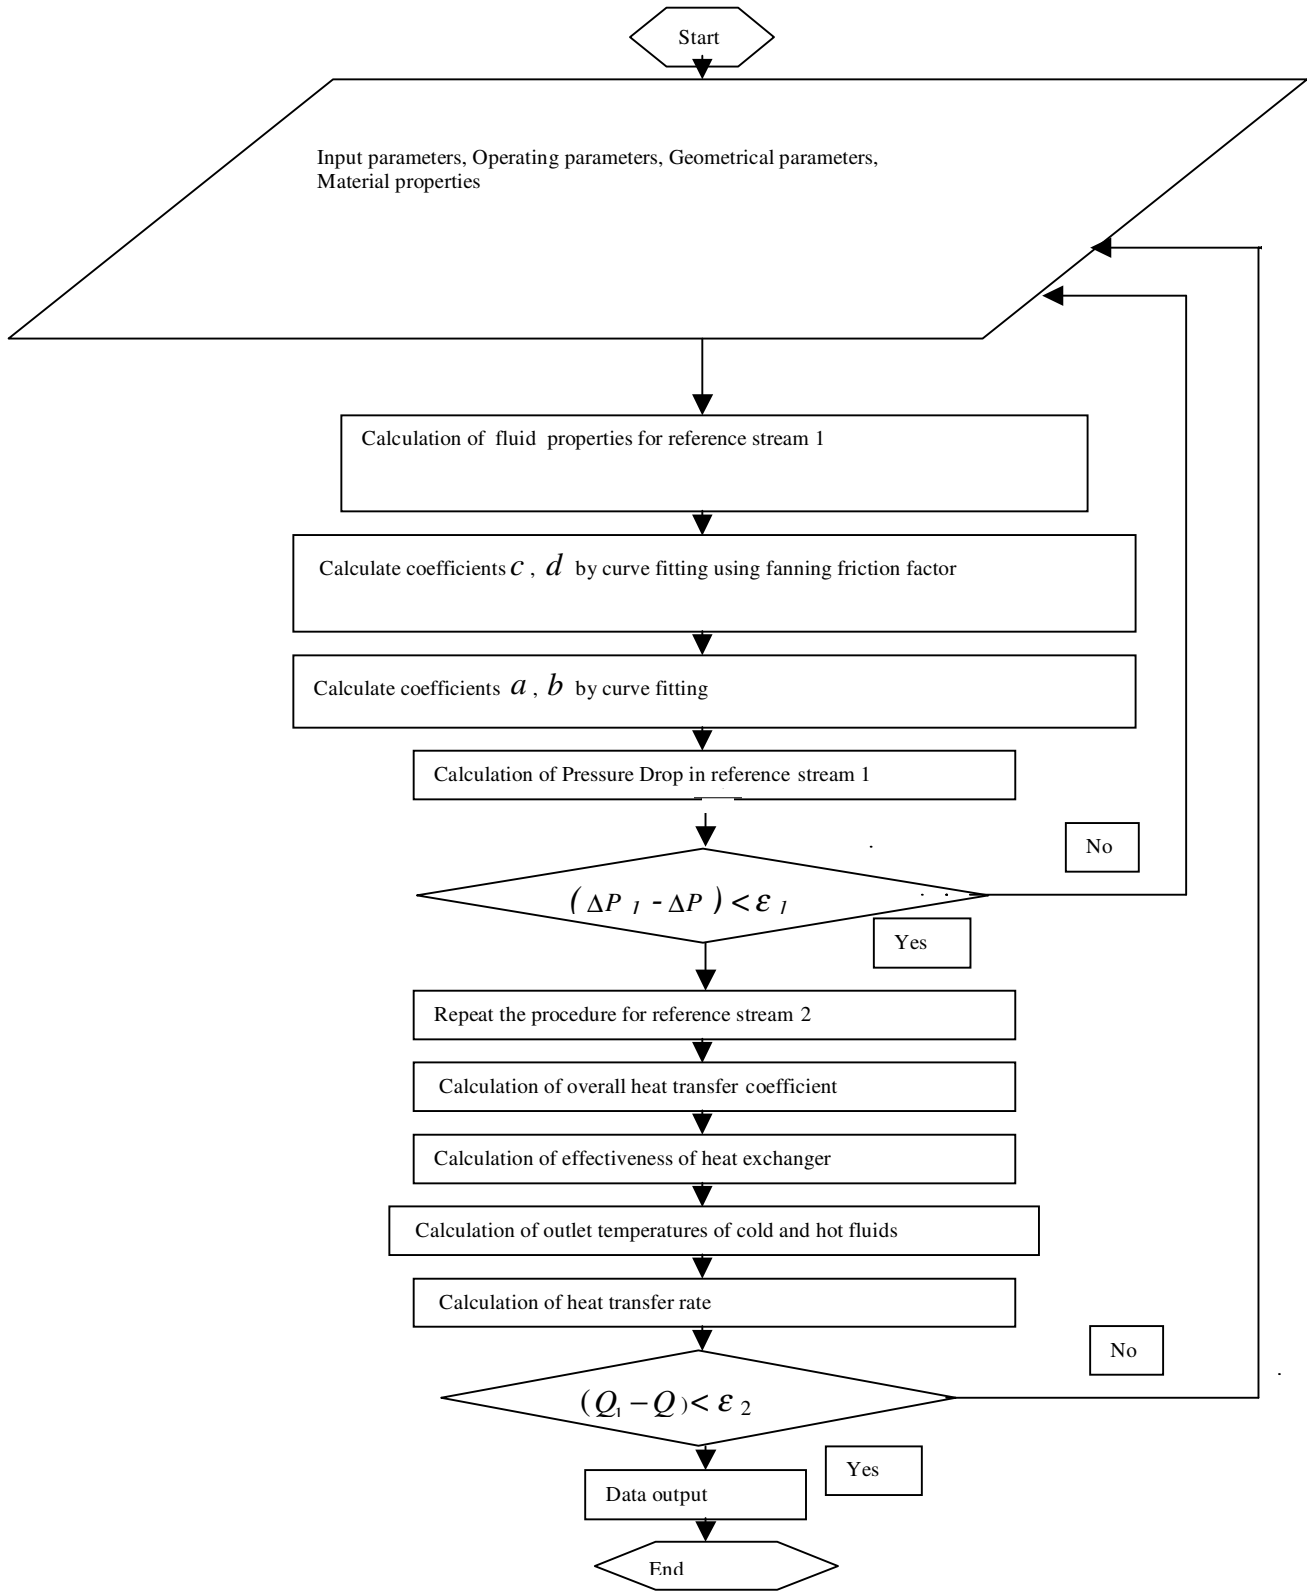 Start
Input parameters, Operating parameters, Geometrical parameters,
Material properties
Calculation of fluid properties for reference stream 1
Calculate coefficients c , d by curve fitting using fanning friction factor
Calculate coefficients a , b by curve fitting
Calculation of Pressure Drop in reference stream 1
No
( ΔP 1 - ΔP ) < ε 1
Yes
Repeat the procedure for reference stream 2
Calculation of overall heat transfer coefficient
Calculation of effectiveness of heat exchanger
Calculation of outlet temperatures of cold and hot fluids
Calculation of heat transfer rate
No
(Q1 − Q ) < ε 2
Yes
Data output
End